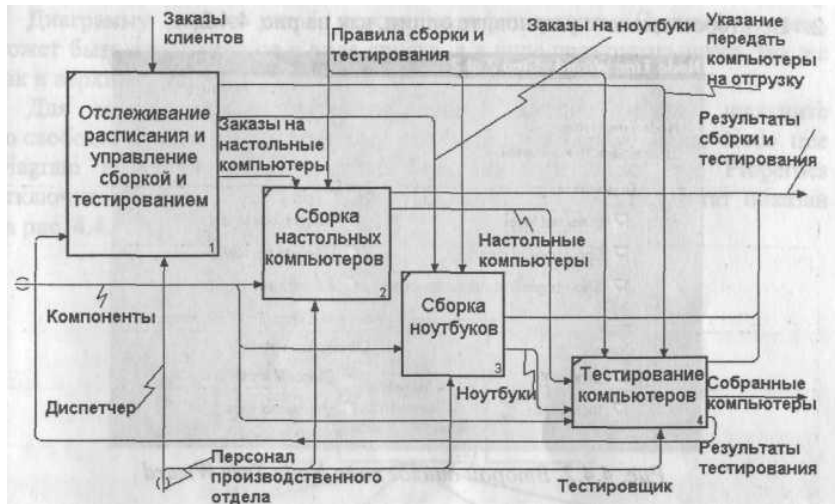 Заказы
клиентов
Правила сборки и
тестирования
Заказы на ноутбуки
Указание
передать
компьютеры
на отгрузку
Отслеживание
расписания и
управление
сборкой и
тестированием
1
Заказы на
настольные
компьютеры
Результаты
сборки и
тестирования
Сборка
настольных
компьютеров
2
Настольные
компьютеры
Компоненты
Сборка
ноутбуков
3
Тестирование
компьютеров
4
Ноутбуки
Собранные
компьютеры
Диспетчер
Персонал
производственного
отдела
Результаты
тестирования
Тестировщик